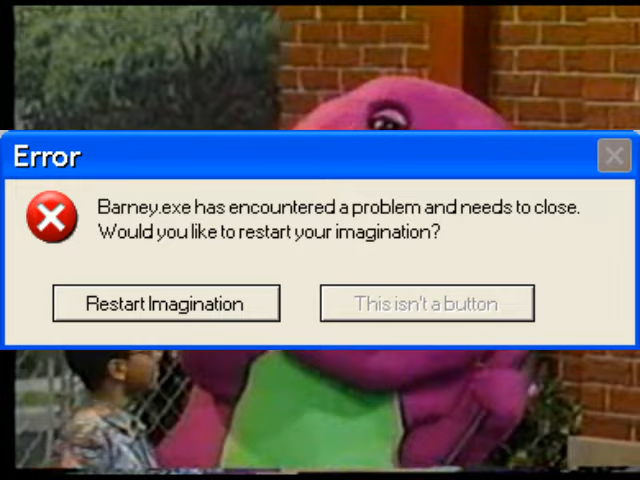 Error
Barney.exe has encountered a problem and needs to close.
Would you like to restart your imagination?
Restart Imagination
This isn't a button